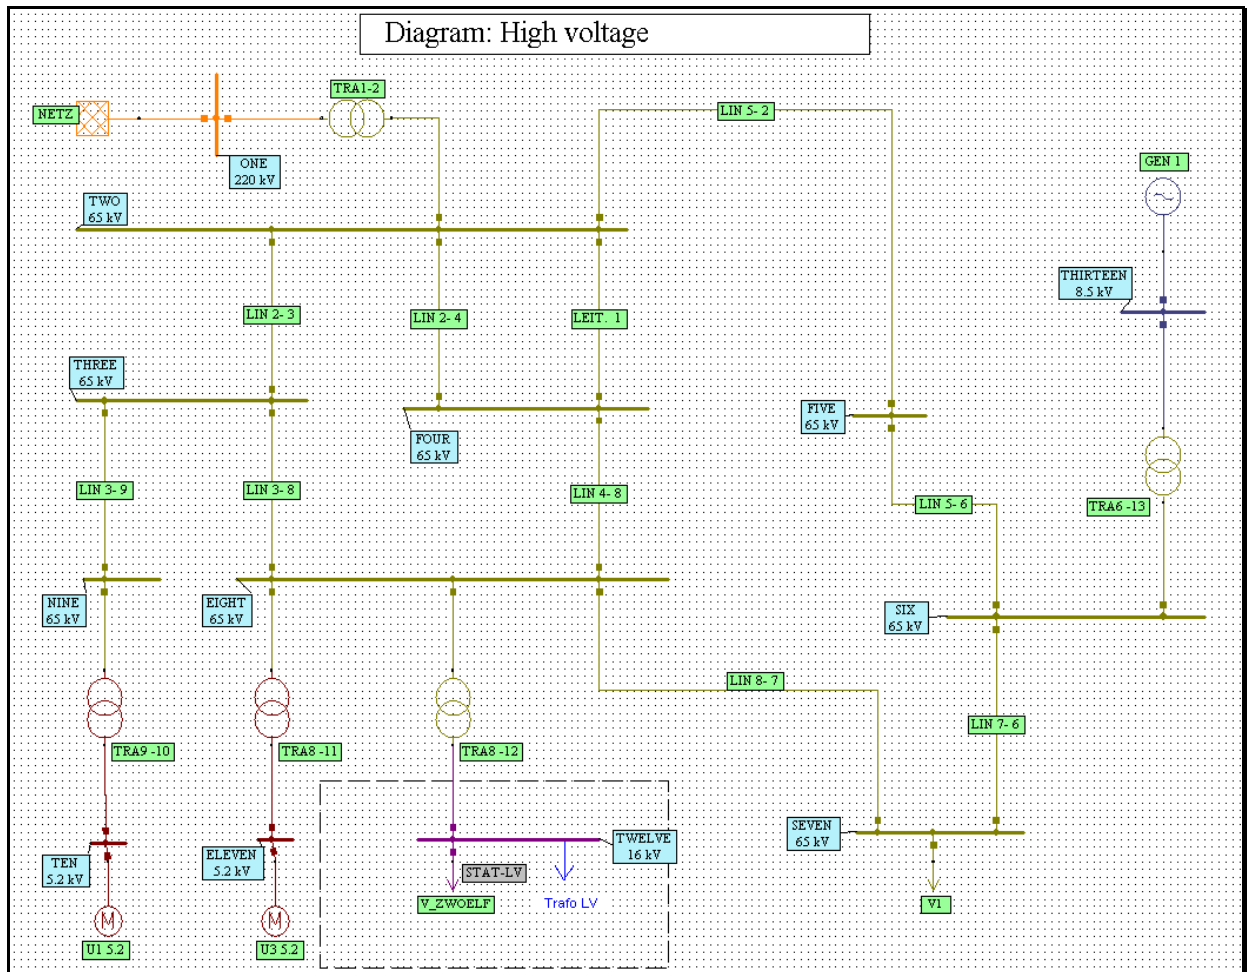 Diagram: High voltage
TRA1-2
NETZ
LIN 5- 2
ONE
220 kV
GEN 1
TWO
65 kV
THIRTEEN
8.5 kV
LIN 2- 3
LIN 2- 4
LEIT. 1
THREE
65 kV
FIVE
65 kV
FOUR
65 kV
LIN 3- 9
LIN 3- 8
LIN 4- 8
LIN 5- 6
TRA6 -13
NINE
65 kV
EIGHT
65 kV
SIX
65 kV
LIN 8- 7
LIN 7- 6
TRA9 -10
TRA8 -11
TRA8 -12
SEVEN
65 kV
TWELVE
16 kV
TEN
5.2 kV
ELEVEN
5.2 kV
STAT-LV
V_ZWOELF
Trafo LV
V1
M
M
U1 5.2
U3 5.2